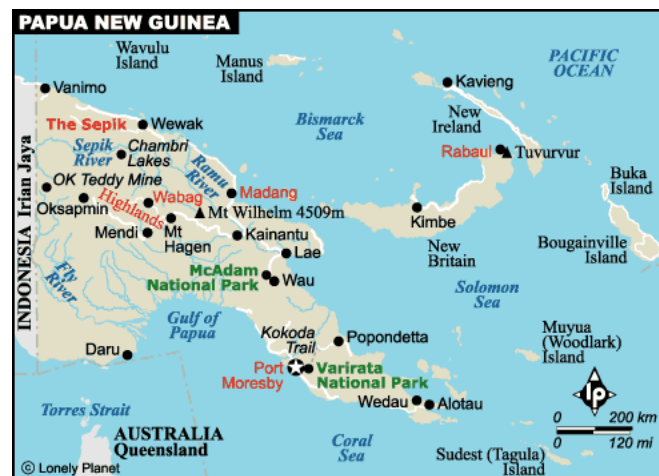 PAPUA NEW GUINEA
Wavulu
Island
Manus
Island
PACIFIC
OCEAN
Vanimo
Kavieng
The Sepik
Wewak
Bismarck
Sea
New
Ireland
Sepik
River
Chambri
Lakes
Ramu
River
Rabaul
Tuvurvur
OK Teddy Mine
Wabag
Madang
Buka
Island
Oksapmin
Highlands
Mt Wilhelm 4509m
Kimbe
Mendi
Mt
Hagen
Kainantu
New
Britain
Bougainville
Island
INDONESIA Irian Jaya
Lae
McAdam
National Park
Wau
Fly
River
Solomon
Sea
Gulf of
Papua
Kokoda
Trail
Popondetta
Muyua
(Woodlark)
Island
Daru
Port
Moresby
Varirata
National Park
lp
Wedau
Alotau
Torres Strait
0 200 km
0 120 mi
AUSTRALIA
Queensland
Coral
Sea
Sudest (Tagula)
Island
© Lonely Planet